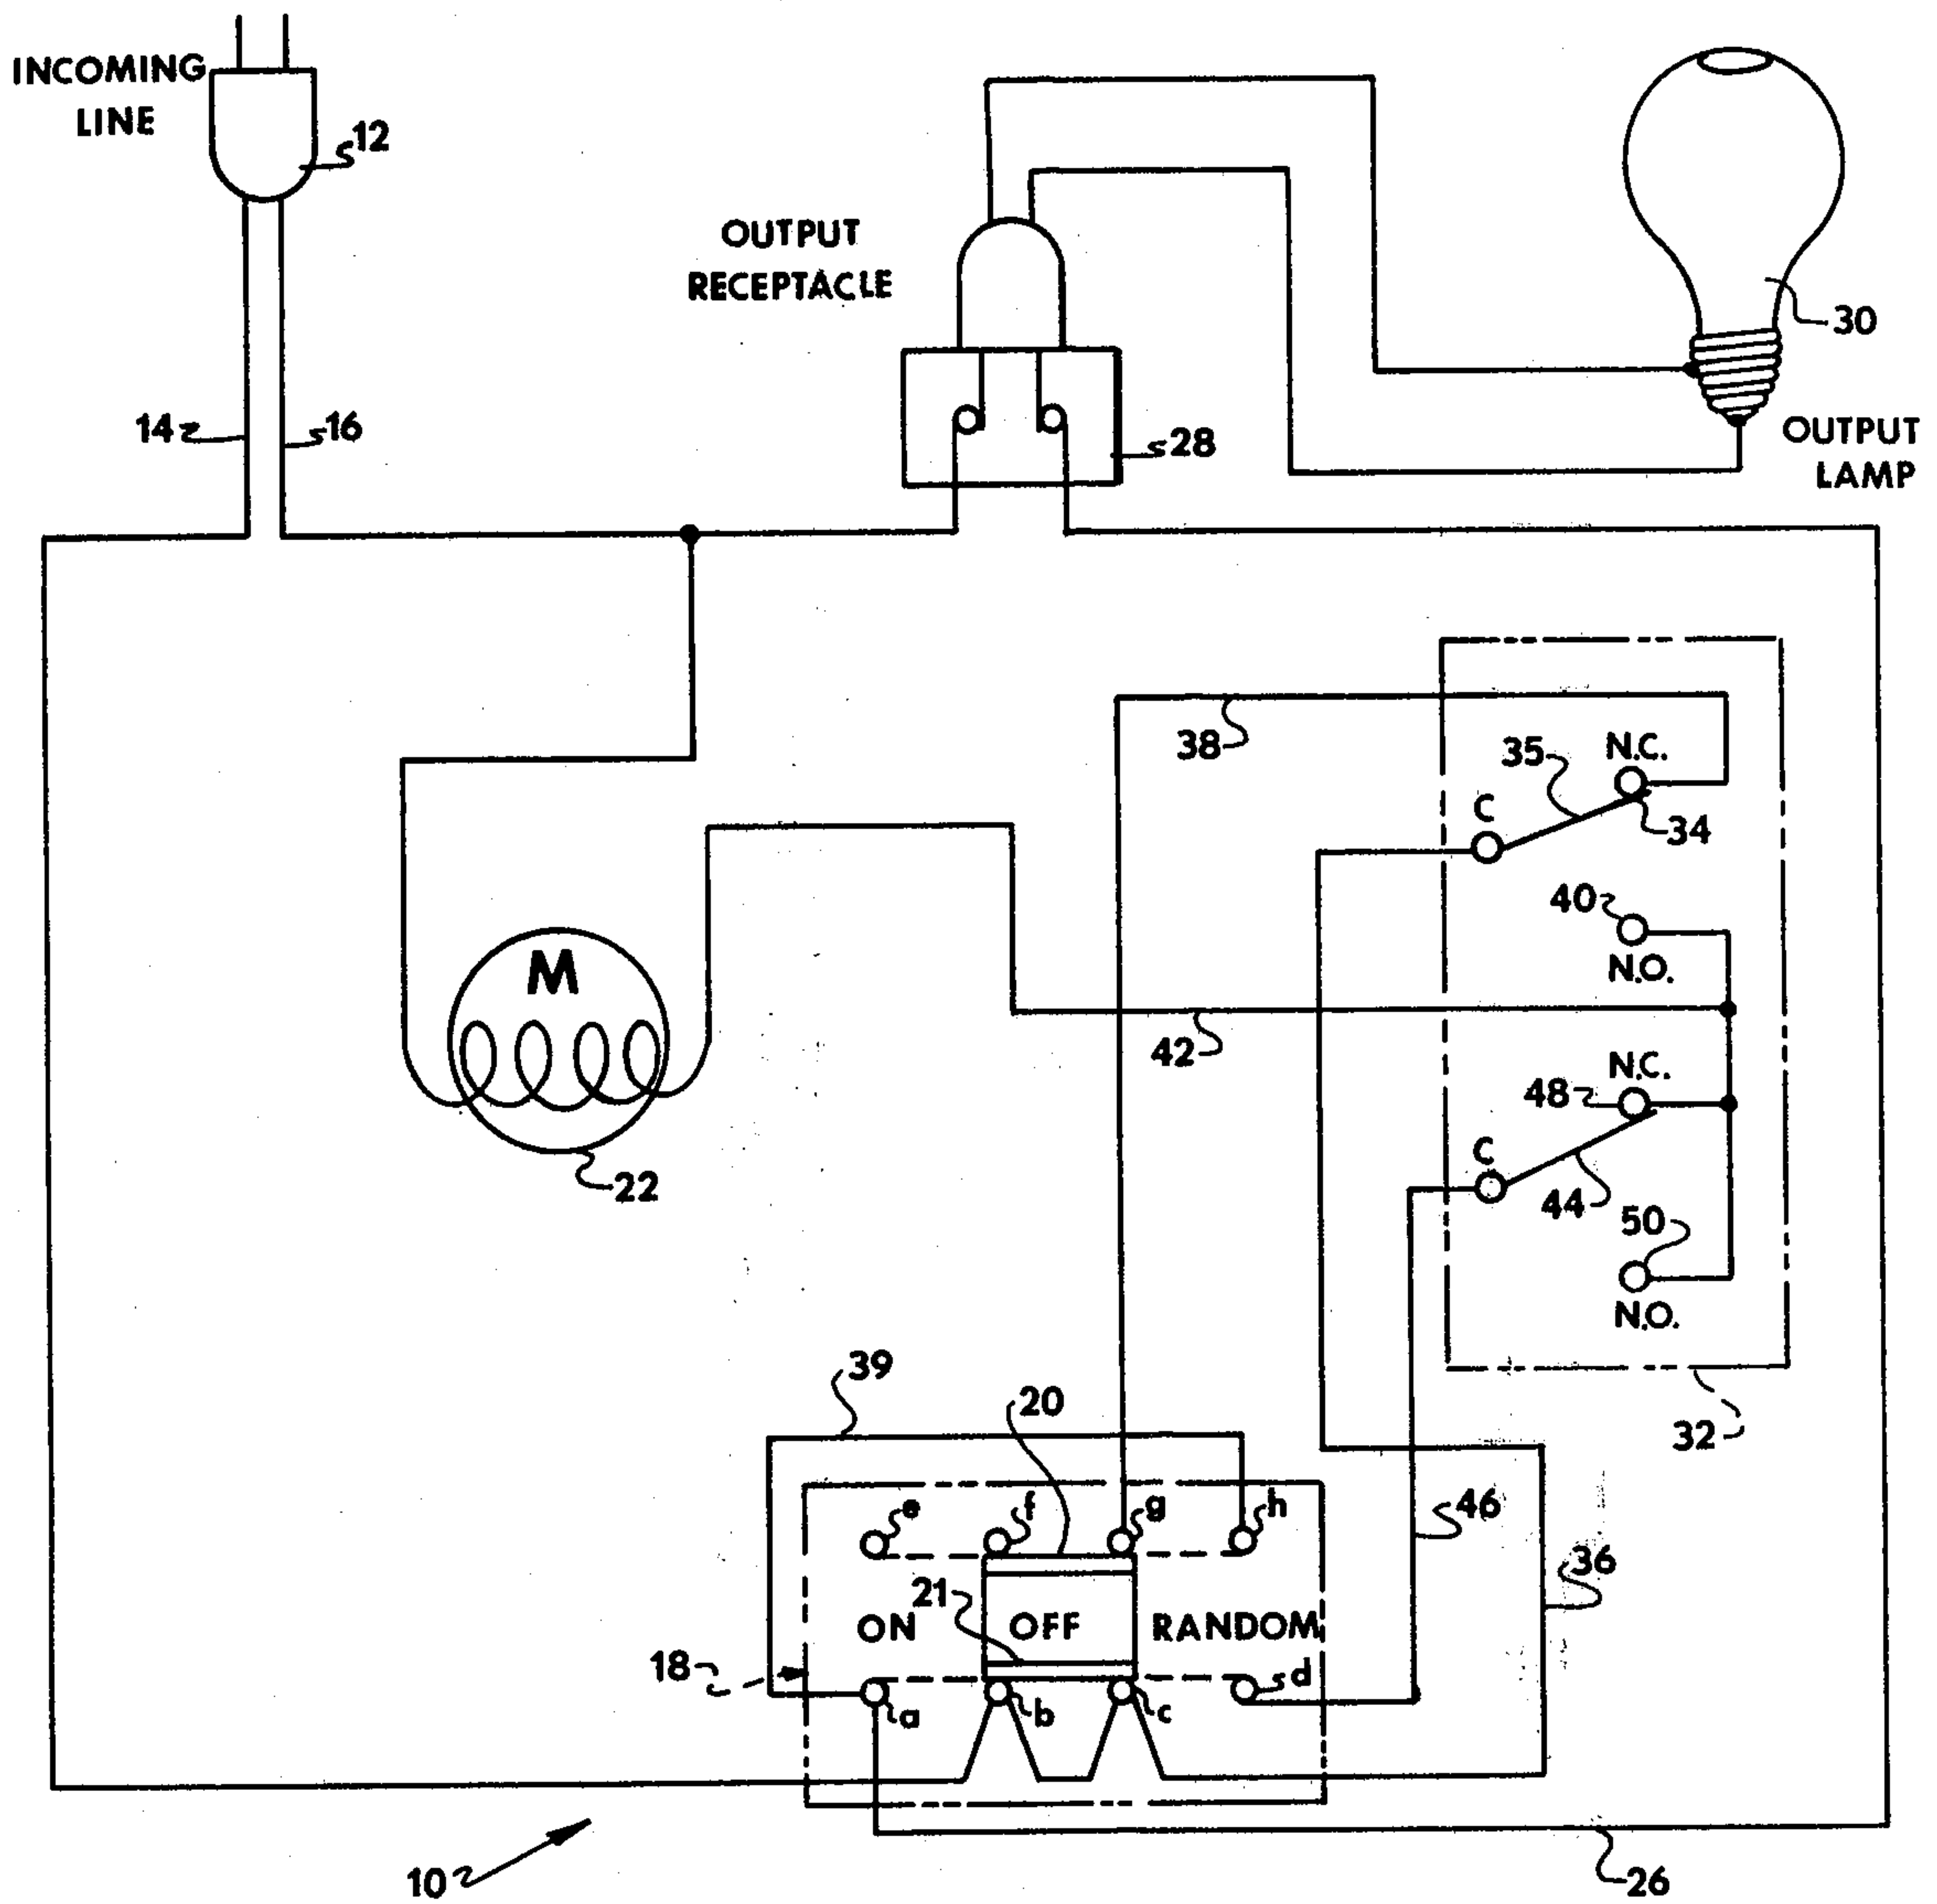 INCOMING
LINE
12
14
16
OUTPUT
RECEPTACLE
28
30
OUTPUT
LAMP
38
35
N.C.
C
34
40
N.O.
M
42
N.C.
48
C
44
22
50
N.O.
39
20
32
e
f
g
h
46
36
21
ON
OFF
RANDOM
18
a
b
c
d
10
26